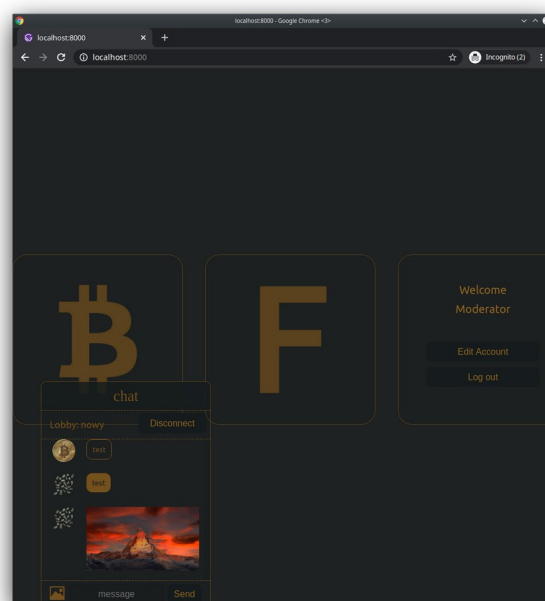 localhost:8000 - Google Chrome <3>
localhost:8000
localhost:8000
Incognito (2)
F
Welcome
Moderator
Edit Account
Log out
chat
Lobby: nowy
Disconnect
test
test
message
Send